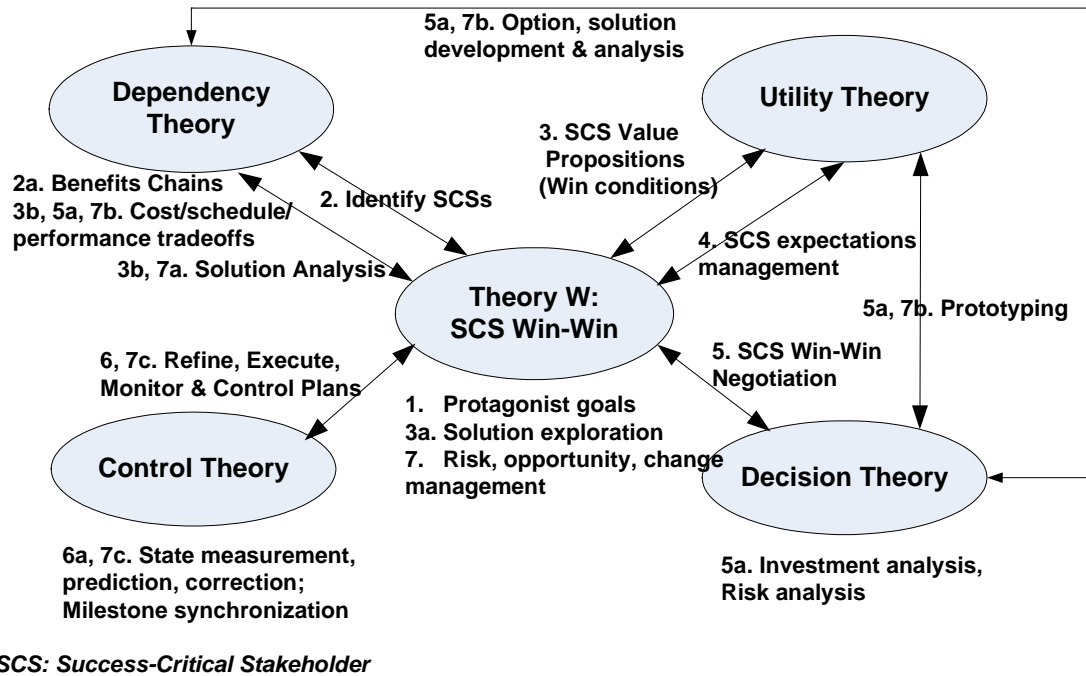 5a, 7b. Option, solution
development & analysis
Dependency
Theory
Utility Theory
3. SCS Value
Propositions
(Win conditions)
2a. Benefits Chains
3b, 5a, 7b. Cost/schedule/
performance tradeoffs
2. Identify SCSs
3b, 7a. Solution Analysis
4. SCS expectations
management
Theory W:
SCS Win-Win
5a, 7b. Prototyping
6, 7c. Refine, Execute,
Monitor & Control Plans
5. SCS Win-Win
Negotiation
1. Protagonist goals
3a. Solution exploration
7. Risk, opportunity, change
management
Control Theory
Decision Theory
6a, 7c. State measurement,
prediction, correction;
Milestone synchronization
5a. Investment analysis,
Risk analysis
SCS: Success-Critical Stakeholder